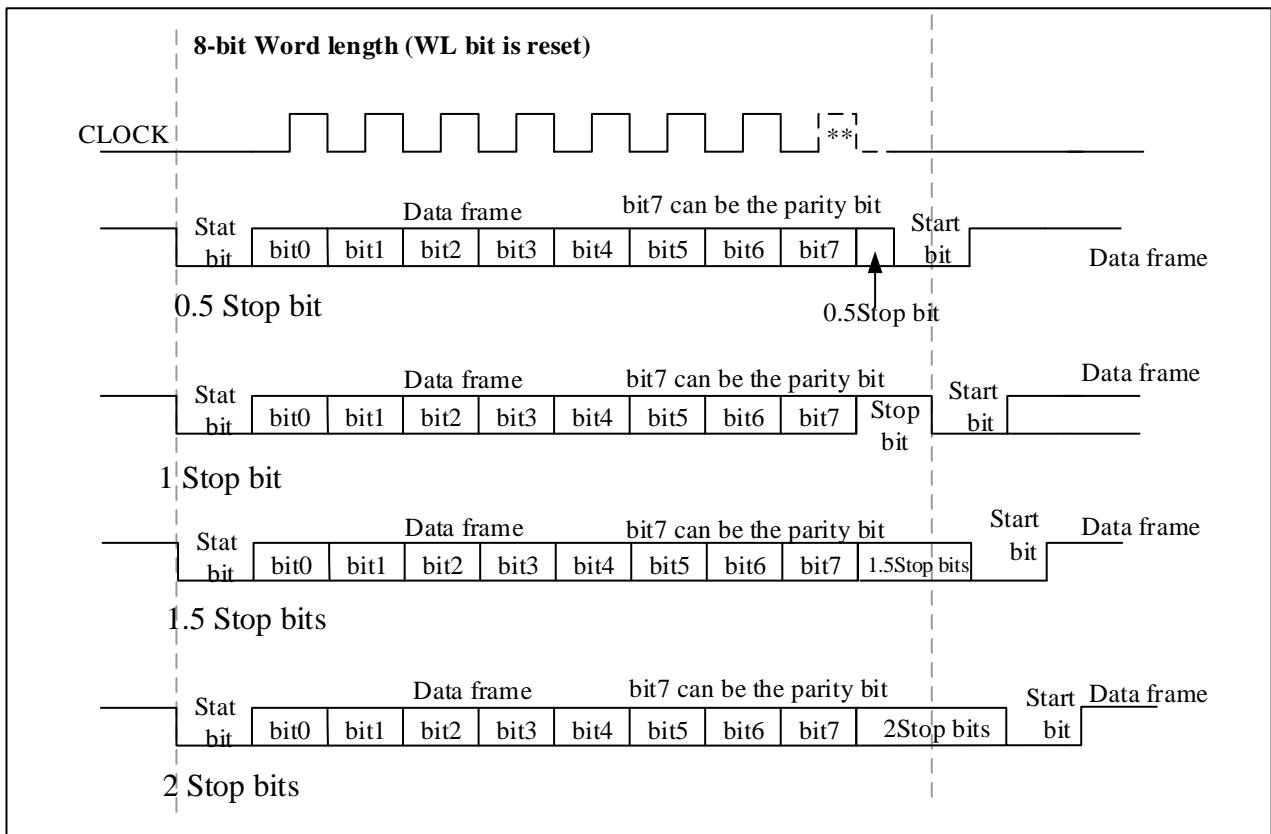 8-bit Word length (WL bit is reset)
CLOCK
**
Data frame
bit7 can be the parity bit
Stat
bit
bit0 bit1 bit2 bit3 bit4 bit5 bit6 bit7
Start
bit
Data frame
0.5 Stop bit
0.5Stop bit
Data frame
bit7 can be the parity bit
Data frame
Stat
bit
bit0 bit1 bit2 bit3 bit4 bit5 bit6 bit7
Stop
bit
Start
bit
1 Stop bit
Data frame
bit7 can be the parity bit
Start
bit
Data frame
Stat
bit
bit0 bit1 bit2 bit3 bit4 bit5 bit6 bit7
1.5Stop bits
1.5 Stop bits
Data frame
bit7 can be the parity bit
Start
bit
Data frame
Stat
bit
bit0 bit1 bit2 bit3 bit4 bit5 bit6 bit7
2Stop bits
2 Stop bits